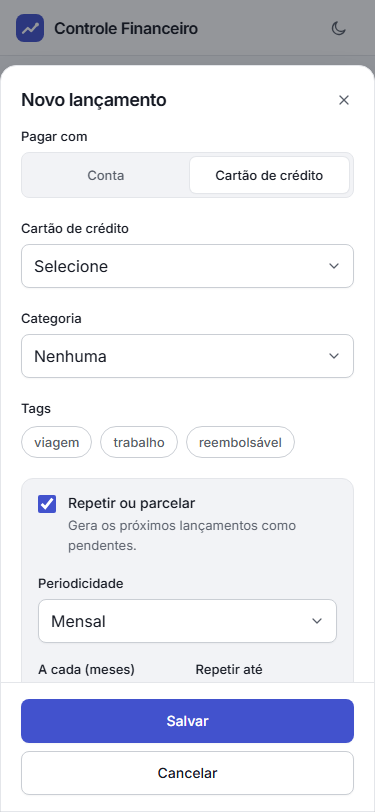 Controle Financeiro
Novo lançamento
Pagar com
Conta
Cartão de crédito
Cartão de crédito
Selecione
Categoria
Nenhuma
Tags
viagem
trabalho
reembolsável
Repetir ou parcelar
Gera os próximos lançamentos como
pendentes.
Periodicidade
Mensal
A cada (meses)
Repetir até
Salvar
Cancelar